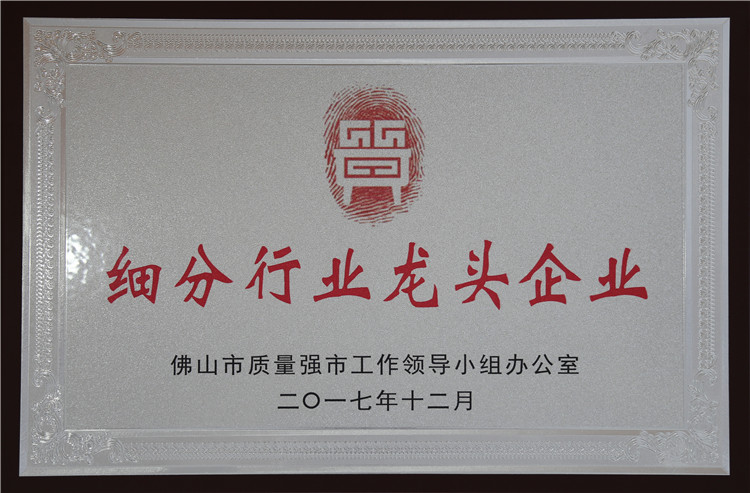 質
细分行业龙头企业
佛山市质量强市工作领导小组办公室
二〇一七年十二月